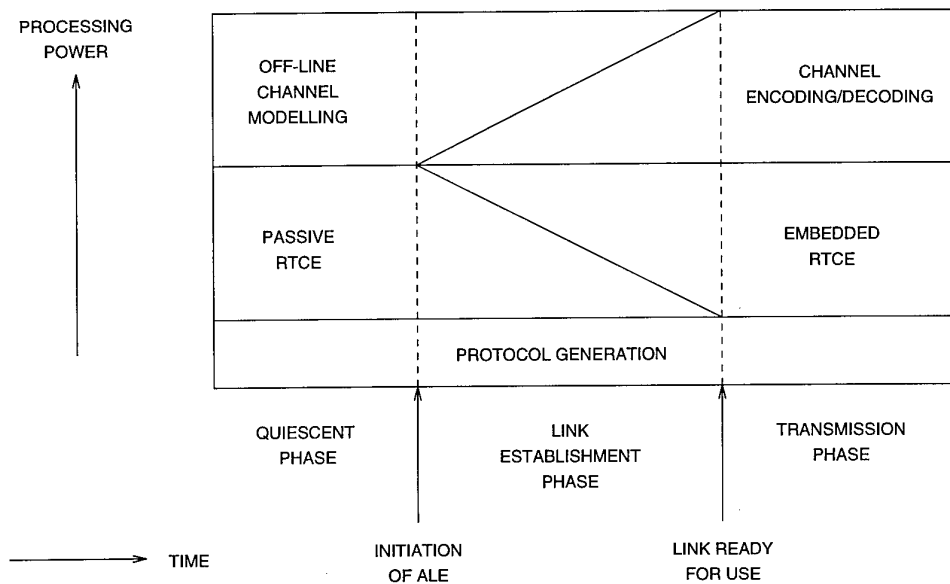 PROCESSING
POWER
OFF-LINE
CHANNEL
MODELLING
CHANNEL
ENCODING/DECODING
PASSIVE
RTCE
EMBEDDED
RTCE
PROTOCOL GENERATION
QUIESCENT
PHASE
LINK
ESTABLISHMENT
PHASE
TRANSMISSION
PHASE
TIME
INITIATION
OF ALE
LINK READY
FOR USE